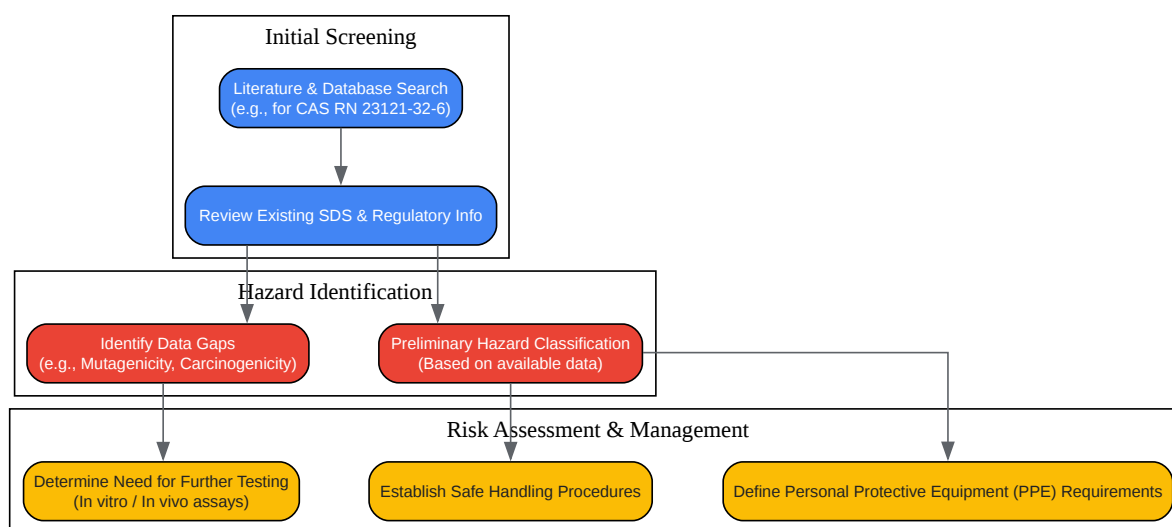 Initial Screening
Literature & Database Search
(e.g., for CAS RN 23121-32-6)
Review Existing SDS & Regulatory Info
Hazard Identification
Identify Data Gaps
(e.g., Mutagenicity, Carcinogenicity)
Preliminary Hazard Classification
(Based on available data)
Risk Assessment & Management
Determine Need for Further Testing
(In vitro / In vivo assays)
Establish Safe Handling Procedures
Define Personal Protective Equipment (PPE) Requirements